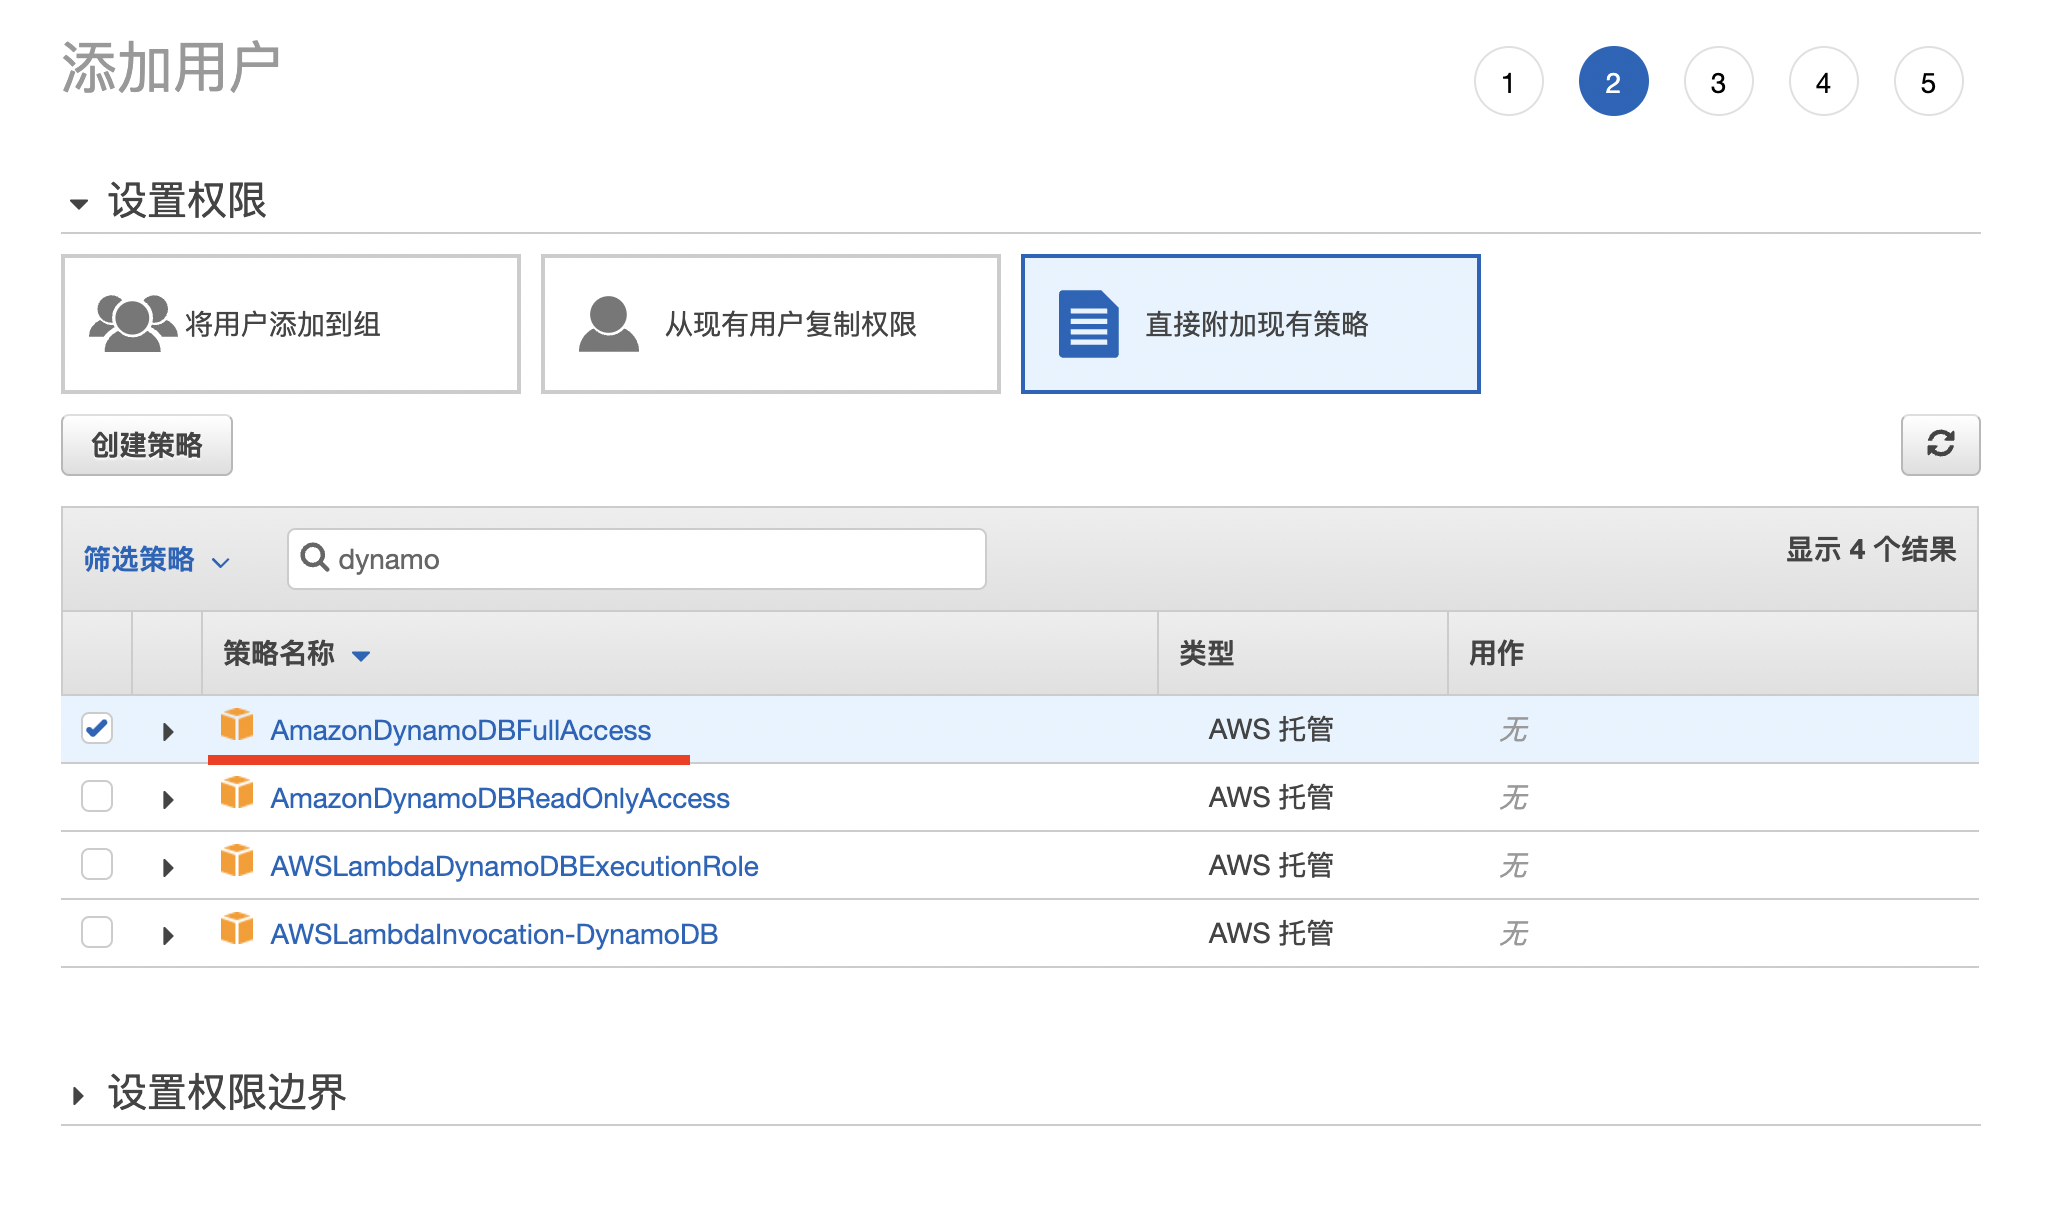 添加用户
1 2 3 4 5
设置权限
将用户添加到组 从现有用户复制权限 直接附加现有策略
创建策略
筛选策略 dynamo 显示 4 个结果
策略名称 类型 用作
AmazonDynamoDBFullAccess AWS 托管 无
AmazonDynamoDBReadOnlyAccess AWS 托管 无
AWSLambdaDynamoDBExecutionRole AWS 托管 无
AWSLambdaInvocation-DynamoDB AWS 托管 无
设置权限边界